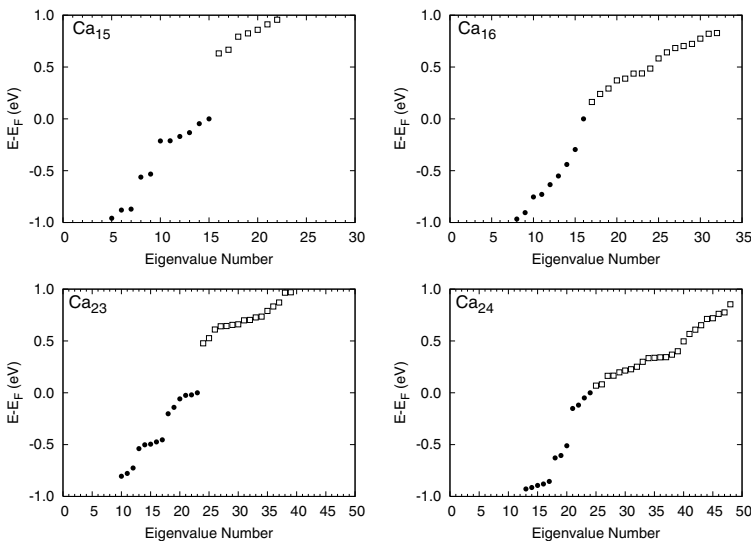 1.0
0.5
0.0
-0.5
-1.0
E-E_F (eV)
Ca₁₅
0 5 10 15 20 25 30
Eigenvalue Number
1.0
0.5
0.0
-0.5
-1.0
E-E_F (eV)
Ca₁₆
0 5 10 15 20 25 30 35
Eigenvalue Number
1.0
0.5
0.0
-0.5
-1.0
E-E_F (eV)
Ca₂₃
0 5 10 15 20 25 30 35 40 45 50
Eigenvalue Number
1.0
0.5
0.0
-0.5
-1.0
E-E_F (eV)
Ca₂₄
0 5 10 15 20 25 30 35 40 45 50
Eigenvalue Number